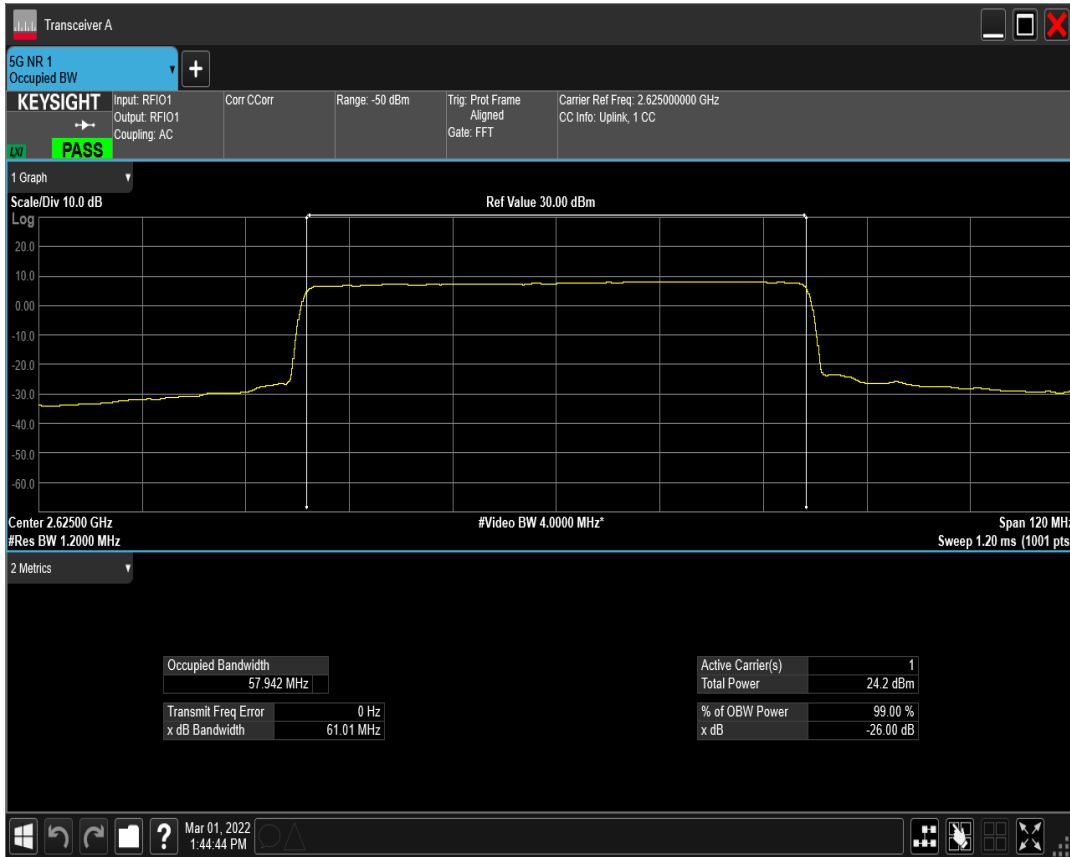 Transceiver A
5G NR 1
Occupied BW
+
KEYSIGHT
LXI
PASS
Input: RFIO1
Output: RFIO1
Coupling: AC
Corr CCorr
Range: -50 dBm
Trig: Prot Frame
Aligned
Gate: FFT
Carrier Ref Freq: 2.625000000 GHz
CC Info: Uplink, 1 CC
1 Graph
Scale/Div 10.0 dB
Ref Value 30.00 dBm
Log
20.0
10.0
0.00
-10.0
-20.0
-30.0
-40.0
-50.0
-60.0
Center 2.62500 GHz
#Video BW 4.0000 MHz*
Span 120 MHz
#Res BW 1.2000 MHz
Sweep 1.20 ms (1001 pts
2 Metrics
Occupied Bandwidth
57.942 MHz
Transmit Freq Error 0 Hz
x dB Bandwidth 61.01 MHz
Active Carrier(s) 1
Total Power 24.2 dBm
% of OBW Power 99.00 %
x dB -26.00 dB
?
Mar 01, 2022
1:44:44 PM